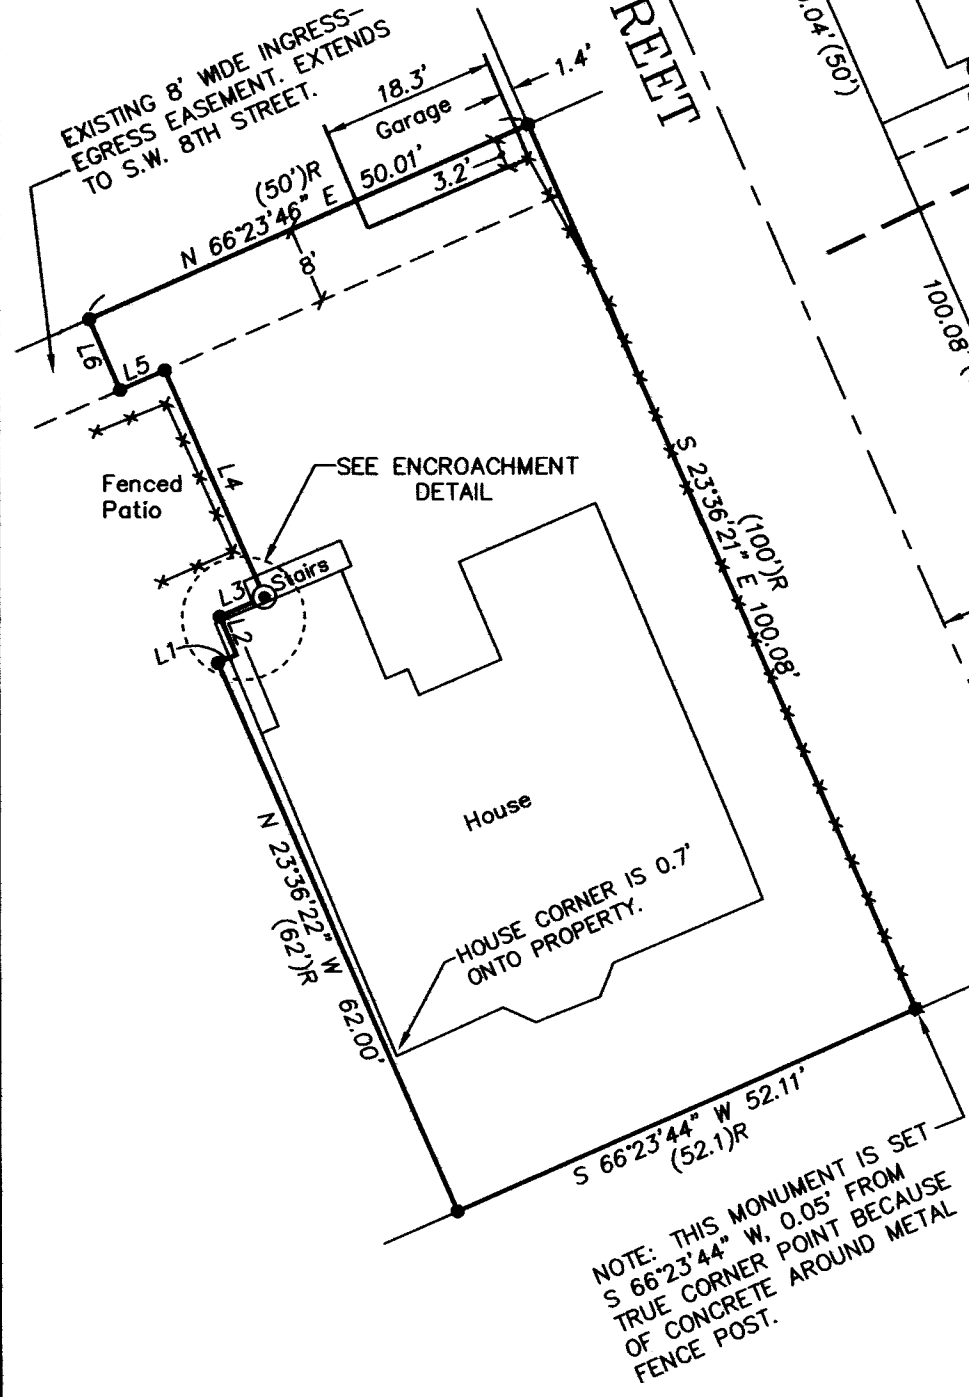 EXISTING 8' WIDE INGRESS-
EGRESS EASEMENT. EXTENDS
TO S.W. 8TH STREET.
18.3'
Garage
1.4'
REET
.04' (50')
(50')R
N 66°23'46" E 50.01'
3.2'
8'
100.08'
L6
L5
Fenced
Patio
L4
SEE ENCROACHMENT
DETAIL
S 23°36'21" E 100.08'
(100')R
Stairs
L3
L2
L1
House
N 23°36'22" W 62.00'
(62')R
HOUSE CORNER IS 0.7'
ONTO PROPERTY.
S 66°23'44" W 52.11'
(52.1)R
NOTE: THIS MONUMENT IS SET
S 66°23'44" W, 0.05' FROM
TRUE CORNER POINT BECAUSE
OF CONCRETE AROUND METAL
FENCE POST.